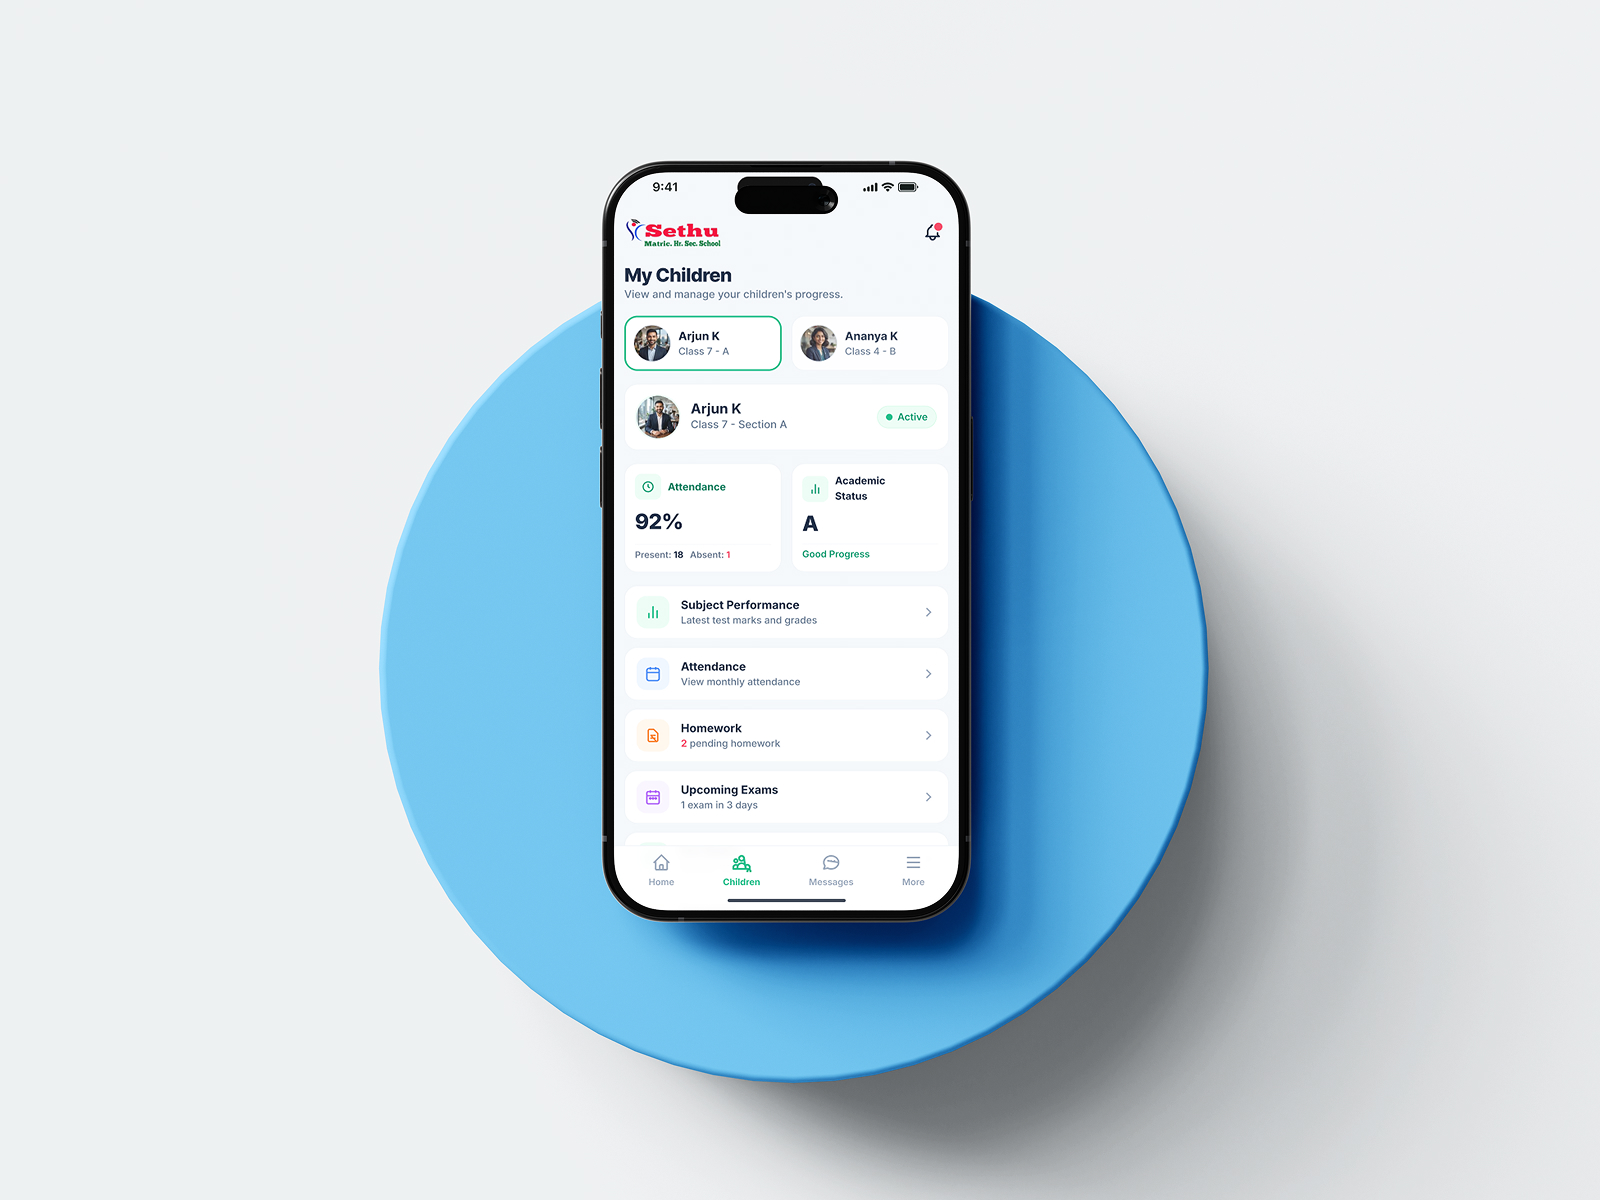 9:41
Sethu
Matric. Hr. Sec. School
My Children
View and manage your children's progress.
Arjun K
Class 7 - A
Ananya K
Class 4 - B
Arjun K
Class 7 - Section A
Active
Attendance
92%
Present: 18 Absent: 1
Academic
Status
A
Good Progress
Subject Performance
Latest test marks and grades
Attendance
View monthly attendance
Homework
2 pending homework
Upcoming Exams
1 exam in 3 days
Home
Children
Messages
More